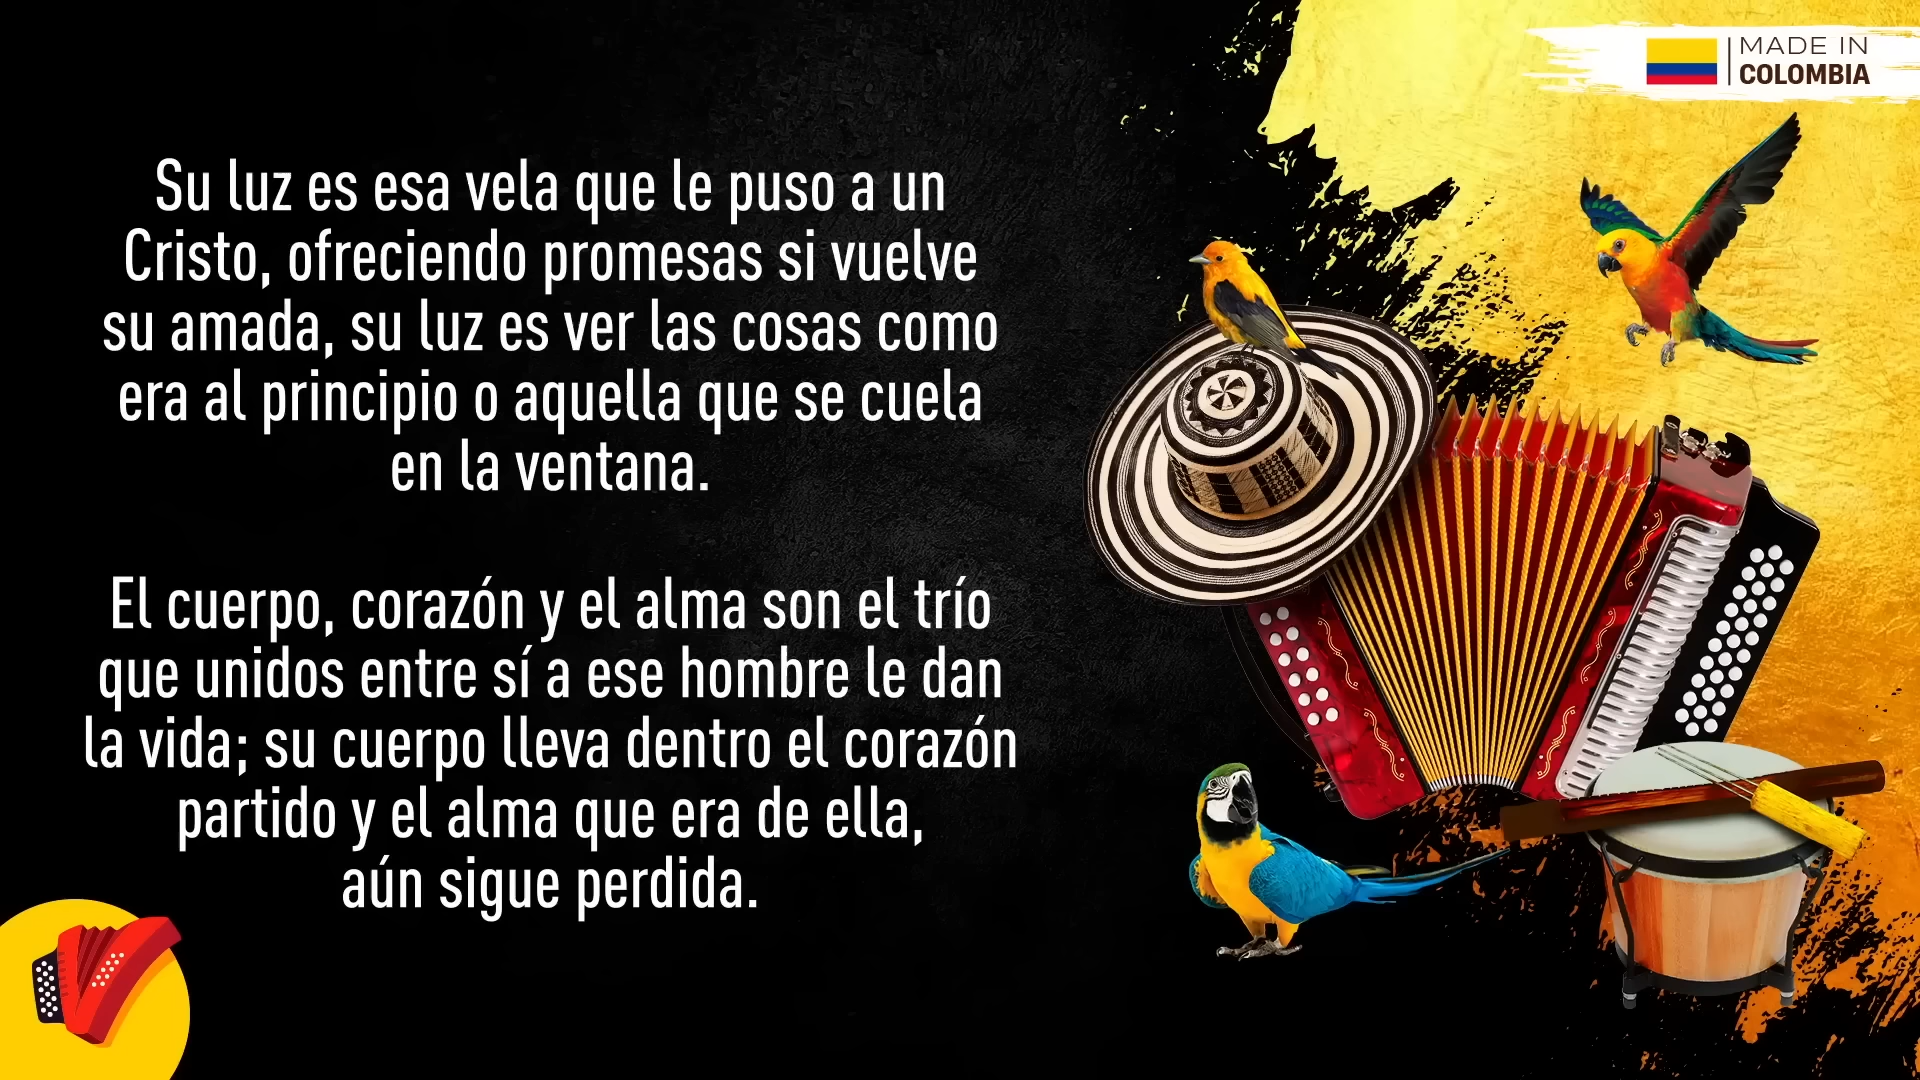 MADE IN
COLOMBIA
Su luz es esa vela que le puso a un
Cristo, ofreciendo promesas si vuelve
su amada, su luz es ver las cosas como
era al principio o aquella que se cuela
en la ventana.
El cuerpo, corazón y el alma son el trío
que unidos entre sí a ese hombre le dan
la vida; su cuerpo lleva dentro el corazón
partido y el alma que era de ella,
aún sigue perdida.